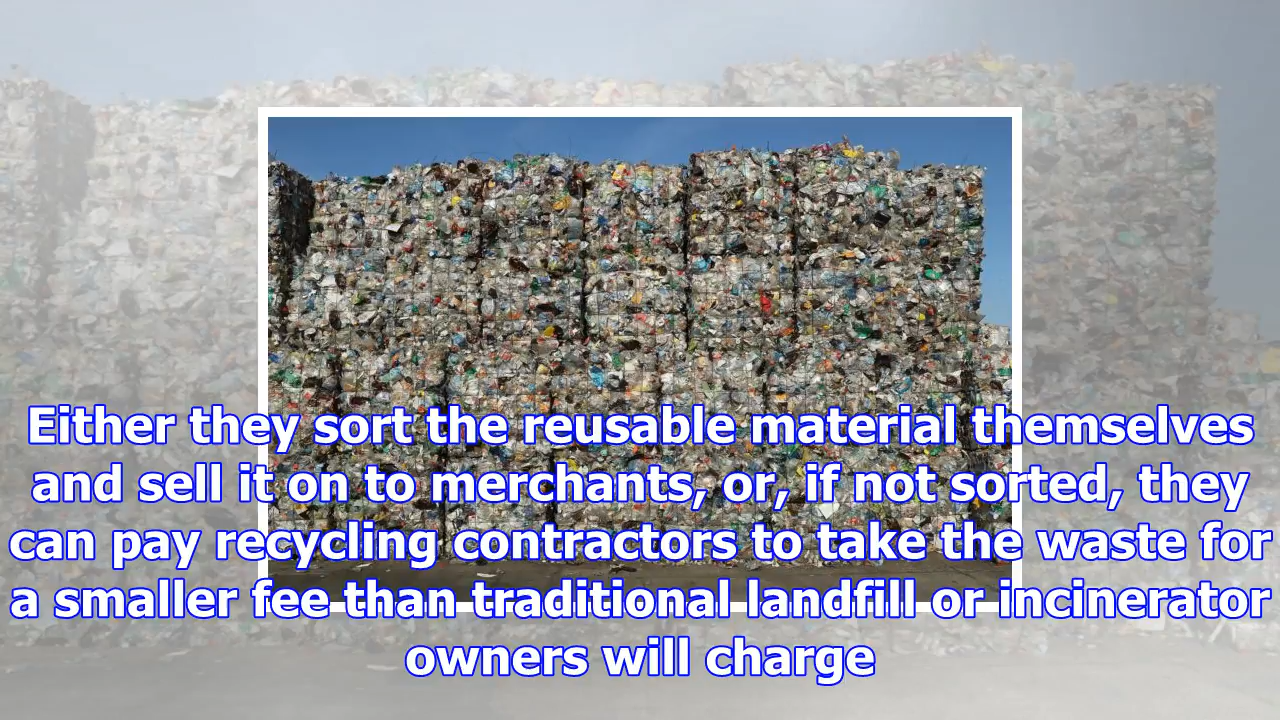 Either they sort the reusable material themselves
and sell it on to merchants, or, if not sorted, they
can pay recycling contractors to take the waste for
a smaller fee than traditional landfill or incinerator
owners will charge